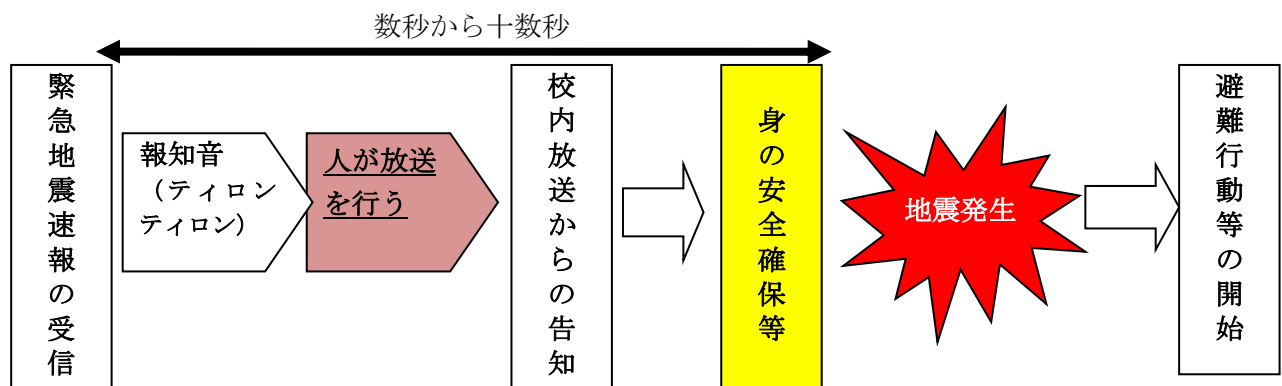 数秒から十数秒
緊急地震速報の受信
報知音
（ティロン
ティロン）
人が放送
を行う
校内放送からの告知
身の安全確保等
地震発生
避難行動等の開始